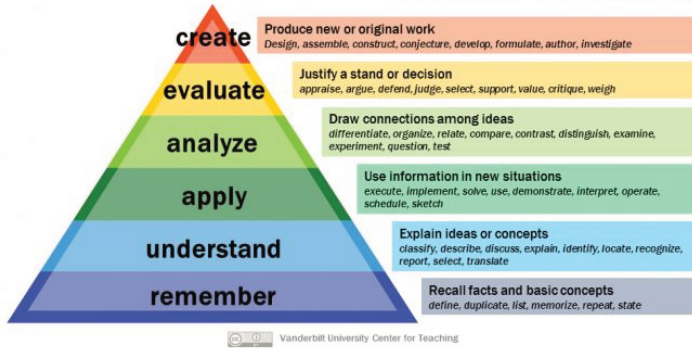 create
Produce new or original work
Design, assemble, construct, conjecture, develop, formulate, author, investigate
evaluate
Justify a stand or decision
appraise, argue, defend, judge, select, support, value, critique, weigh
analyze
Draw connections among ideas
differentiate, organize, relate, compare, contrast, distinguish, examine,
experiment, question, test
apply
Use information in new situations
execute, implement, solve, use, demonstrate, interpret, operate,
schedule, sketch
understand
Explain ideas or concepts
classify, describe, discuss, explain, identify, locate, recognize,
report, select, translate
remember
Recall facts and basic concepts
define, duplicate, list, memorize, repeat, state
cc Vanderbilt University Center for Teaching